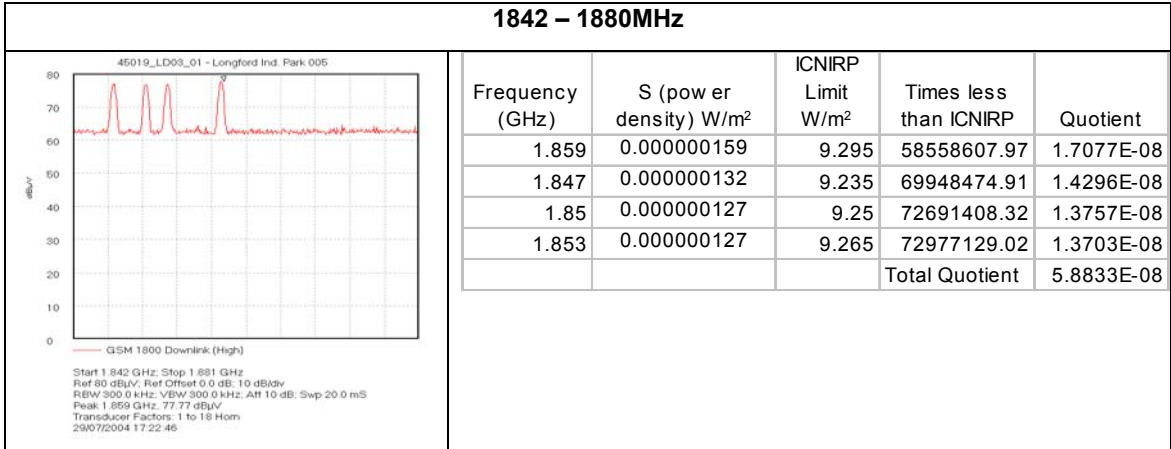 1842 – 1880MHz
45019_LD03_01 - Longford Ind. Park 005
80
70
60
50
40
30
20
10
0
dBµV
GSM 1800 Downlink (High)
Start 1.842 GHz; Stop 1.881 GHz
Ref 80 dBµV; Ref Offset 0.0 dB; 10 dB/div
RBW 300.0 kHz; VBW 300.0 kHz; Att 10 dB; Swp 20.0 mS
Peak 1.859 GHz, 77.77 dBµV
Transducer Factors: 1 to 18 Horn
29/07/2004 17:22:46
Frequency (GHz) S (pow er density) W/m² ICNIRP Limit W/m² Times less than ICNIRP Quotient
1.859 0.000000159 9.295 58558607.97 1.7077E-08
1.847 0.000000132 9.235 69948474.91 1.4296E-08
1.85 0.000000127 9.25 72691408.32 1.3757E-08
1.853 0.000000127 9.265 72977129.02 1.3703E-08
Total Quotient 5.8833E-08